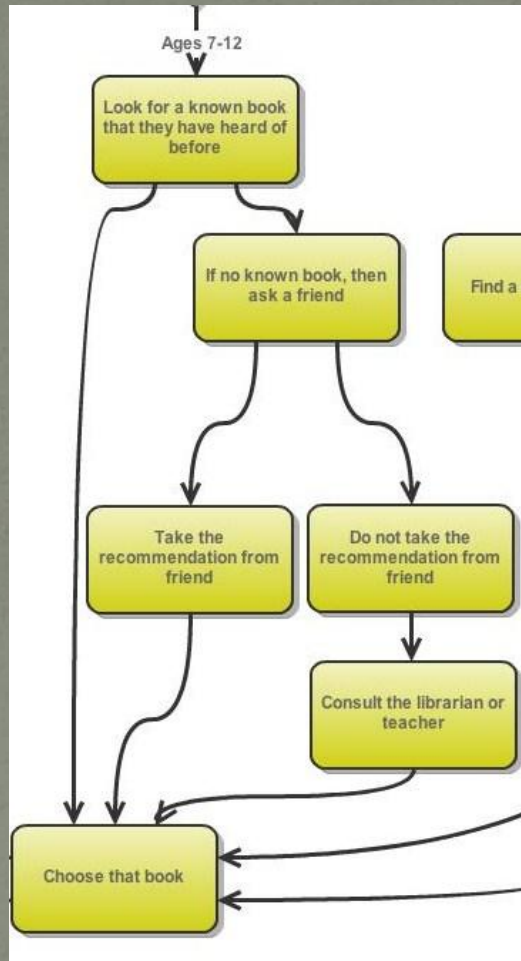 Ages 7-12
Look for a known book
that they have heard of
before
If no known book, then
ask a friend
Find a
Take the
recommendation from
friend
Do not take the
recommendation from
friend
Consult the librarian or
teacher
Choose that book